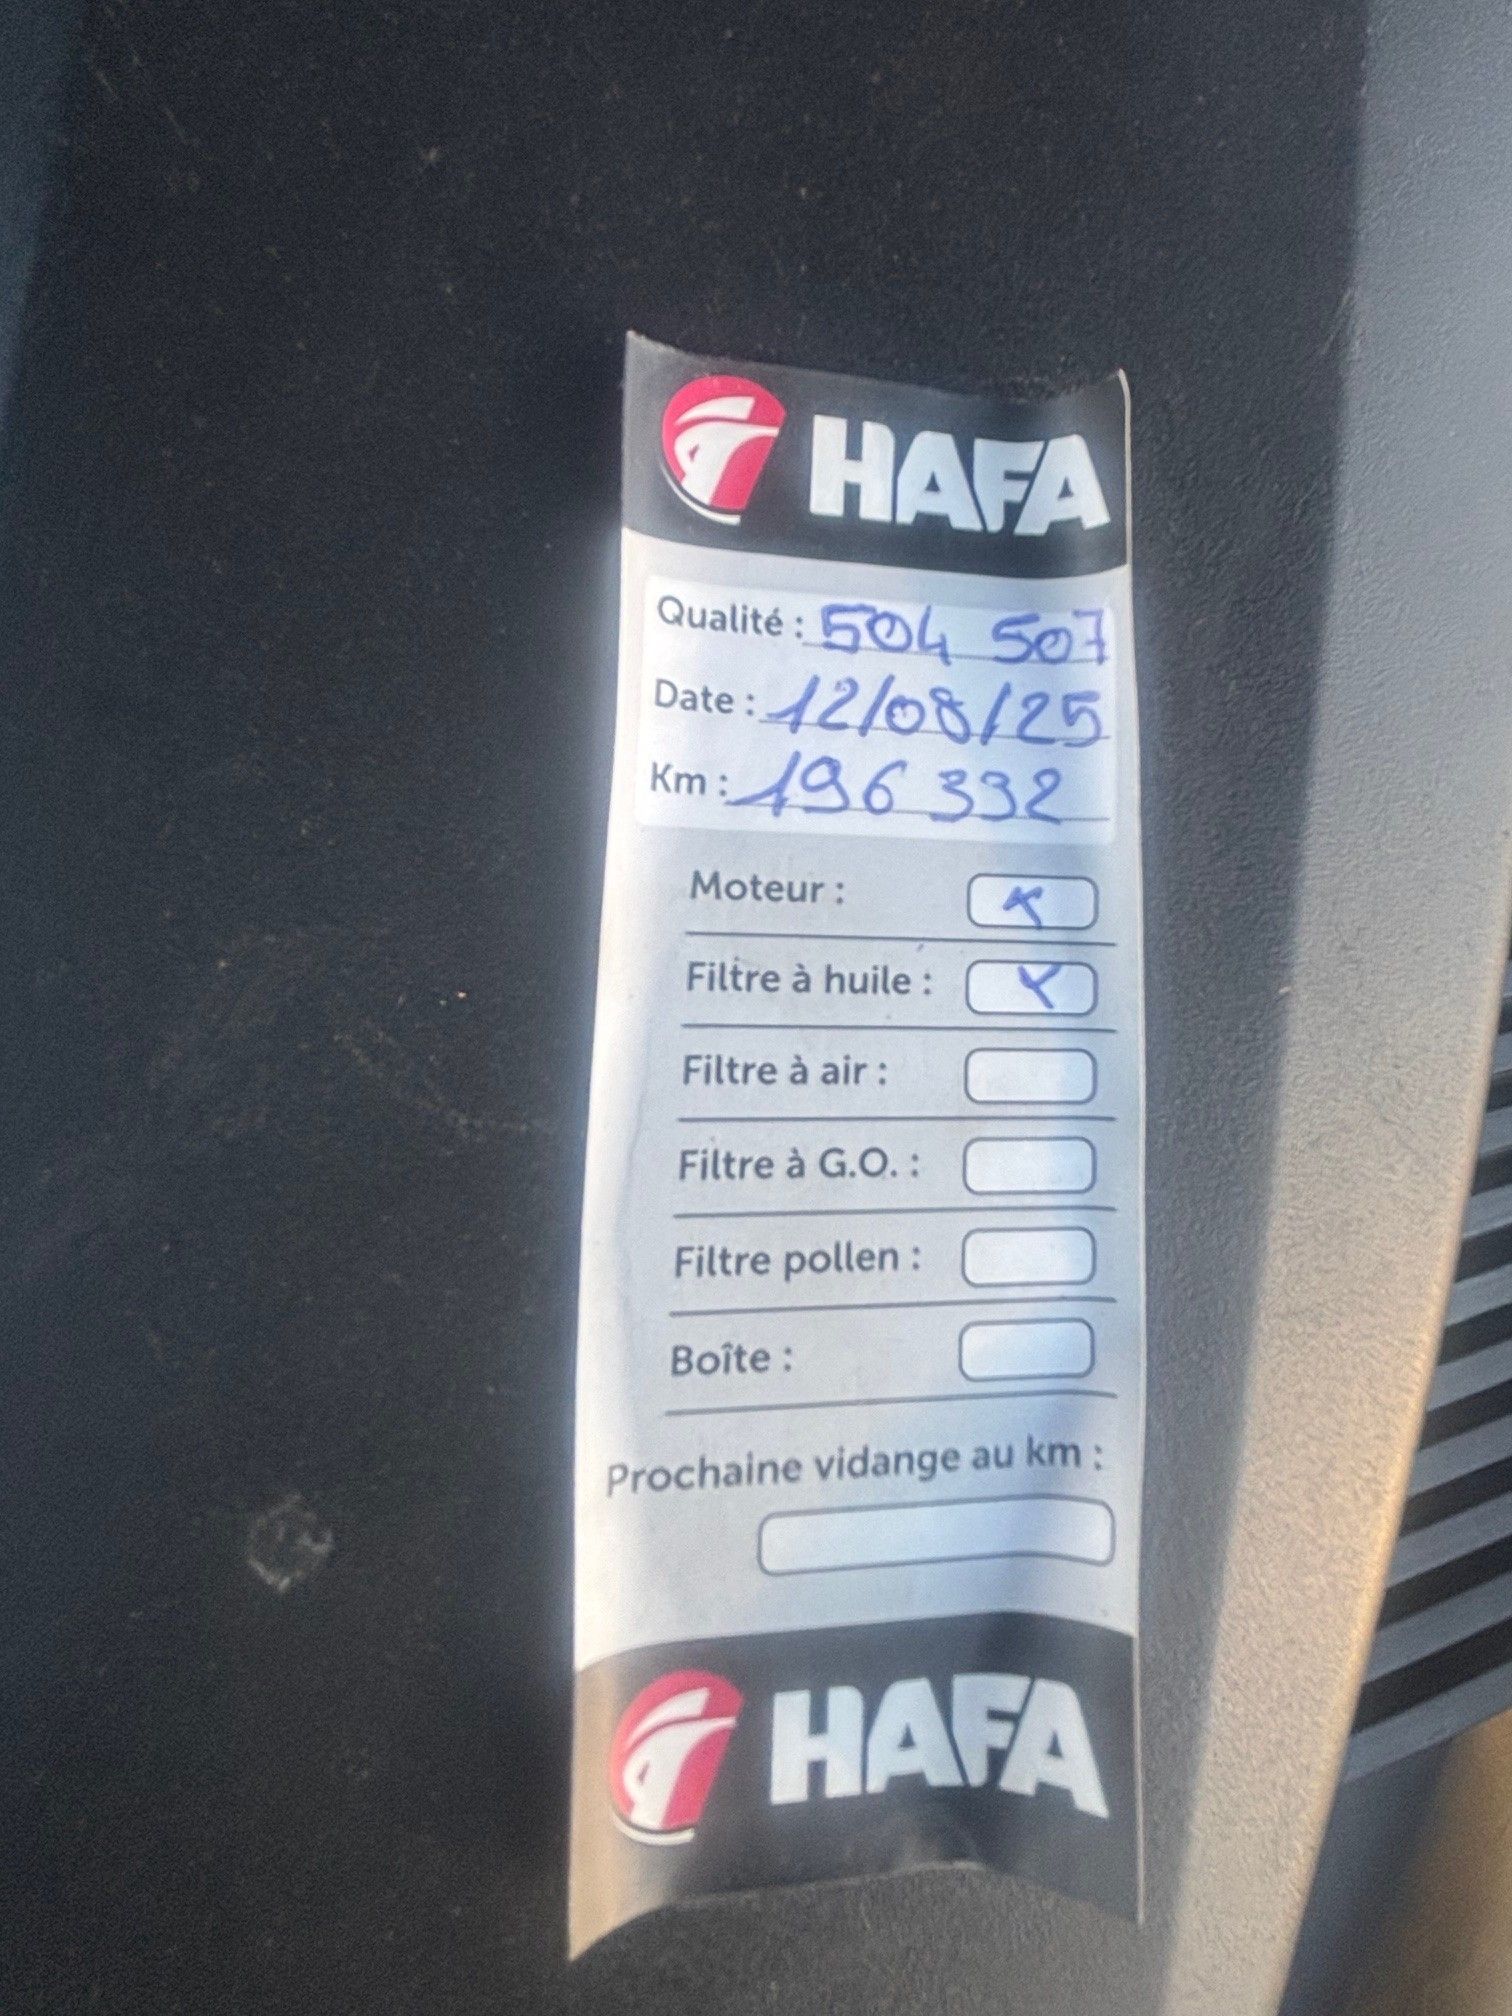 HAFA
Qualité : 504 507
Date : 12/08/25
Km : 196 332
Moteur : x
Filtre à huile : x
Filtre à air :
Filtre à G.O. :
Filtre pollen :
Boîte :
Prochaine vidange au km :
HAFA